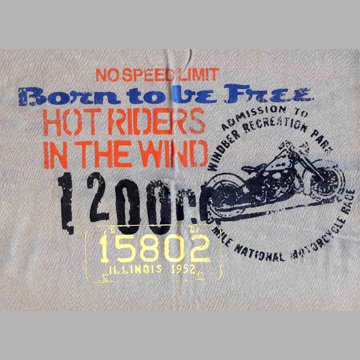 NO SPEED LIMIT
Born to be Free
HOT RIDERS
IN THE WIND
1200cc
15802
ILLINOIS 1952
ADMISSION TO
WINDBER RECREATION PARK
MILE NATIONAL MOTORCYCLE RACE